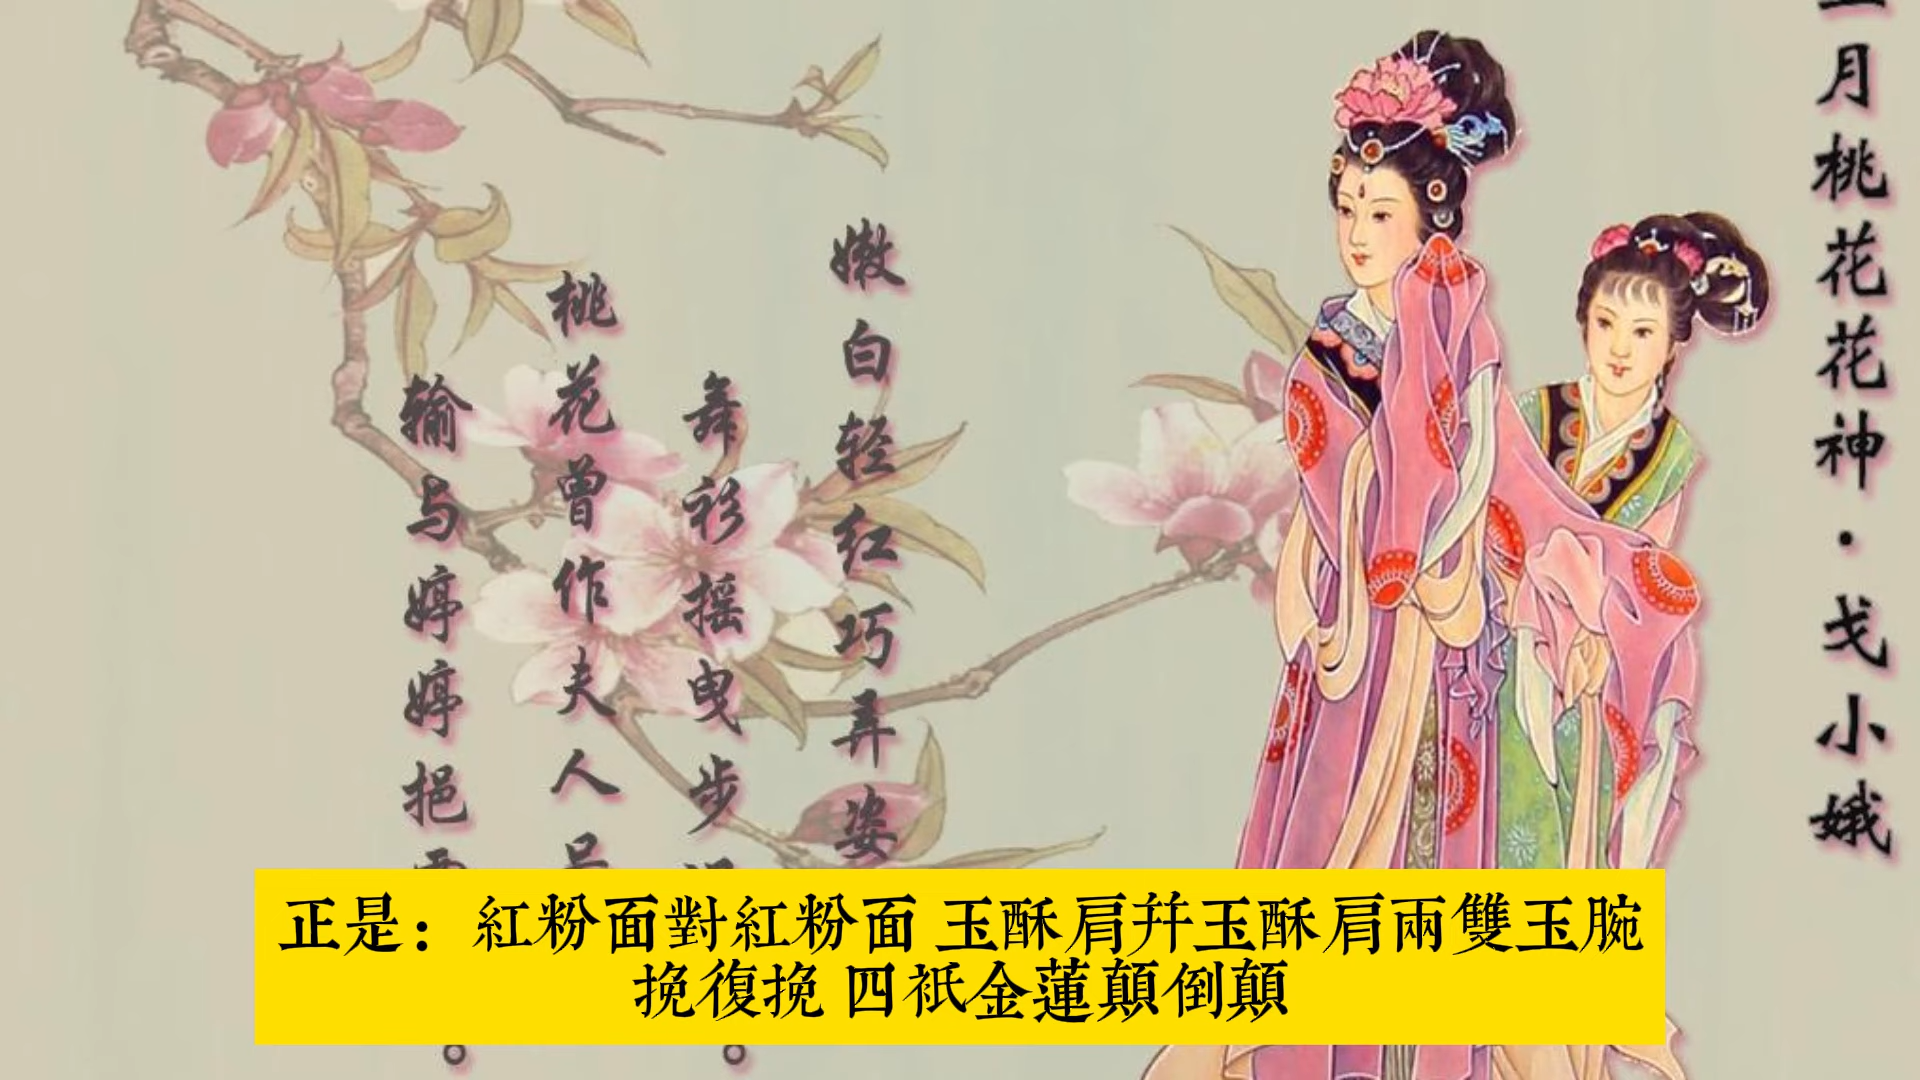 月桃花花神·戈小娥
嫩白轻红巧弄姿
舞衫摇曳步
桃花曾作夫人
输与婷婷挹
正是：紅粉面對紅粉面 玉酥肩并玉酥肩兩雙玉腕
挽復挽 四衹金蓮顛倒顛